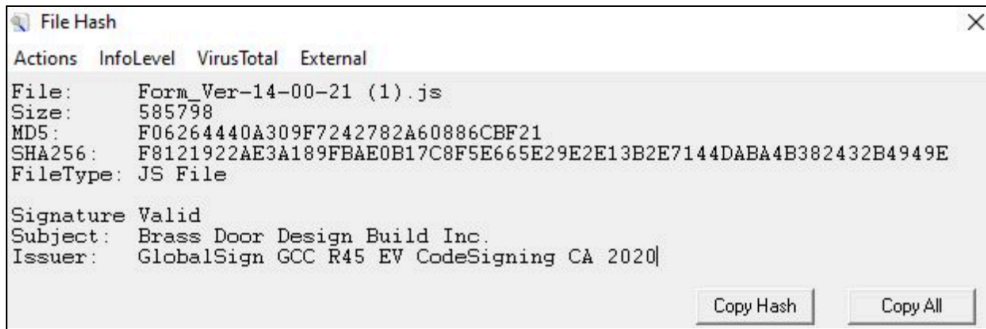 File Hash
Actions InfoLevel VirusTotal External
File: Form_Ver-14-00-21 (1).js
Size: 585798
MD5: F06264440A309F7242782A60886CBF21
SHA256: F8121922AE3A189FBAE0B17C8F5E665E29E2E13B2E7144DABA4B382432B4949E
FileType: JS File
Signature Valid
Subject: Brass Door Design Build Inc.
Issuer: GlobalSign GCC R45 EV CodeSigning CA 2020
Copy Hash Copy All